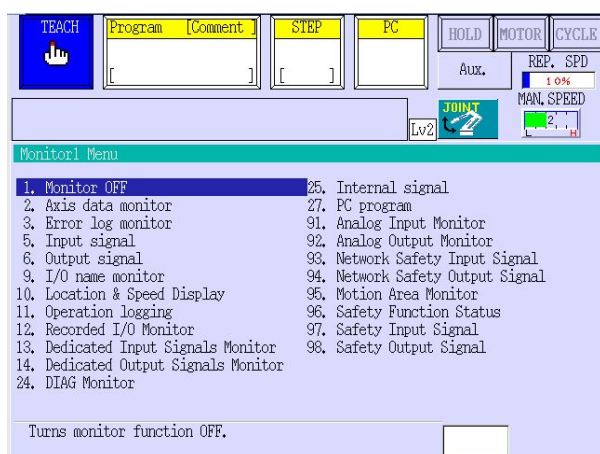 TEACH
Program [Comment ]
[ ]
STEP
[ ]
PC
HOLD
MOTOR
CYCLE
Aux.
REP. SPD
10%
Lv2
JOINT
MAN.SPEED
2
L H
Monitor1 Menu
1. Monitor OFF
2. Axis data monitor
3. Error log monitor
5. Input signal
6. Output signal
9. I/O name monitor
10. Location & Speed Display
11. Operation logging
12. Recorded I/O Monitor
13. Dedicated Input Signals Monitor
14. Dedicated Output Signals Monitor
24. DIAG Monitor
25. Internal signal
27. PC program
91. Analog Input Monitor
92. Analog Output Monitor
93. Network Safety Input Signal
94. Network Safety Output Signal
95. Motion Area Monitor
96. Safety Function Status
97. Safety Input Signal
98. Safety Output Signal
Turns monitor function OFF.